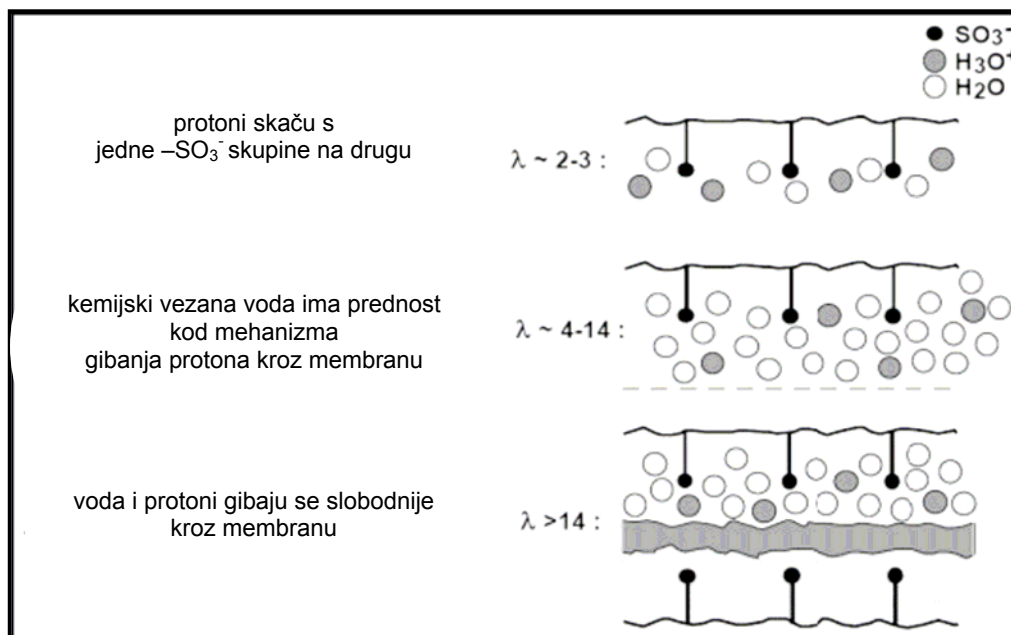 SO₃⁻
H₃O⁺
H₂O
protoni skaču s
jedne –SO₃⁻ skupine na drugu
λ ~ 2-3 :
kemijski vezana voda ima prednost
kod mehanizma
gibanja protona kroz membranu
λ ~ 4-14 :
voda i protoni gibaju se slobodnije
kroz membranu
λ >14 :